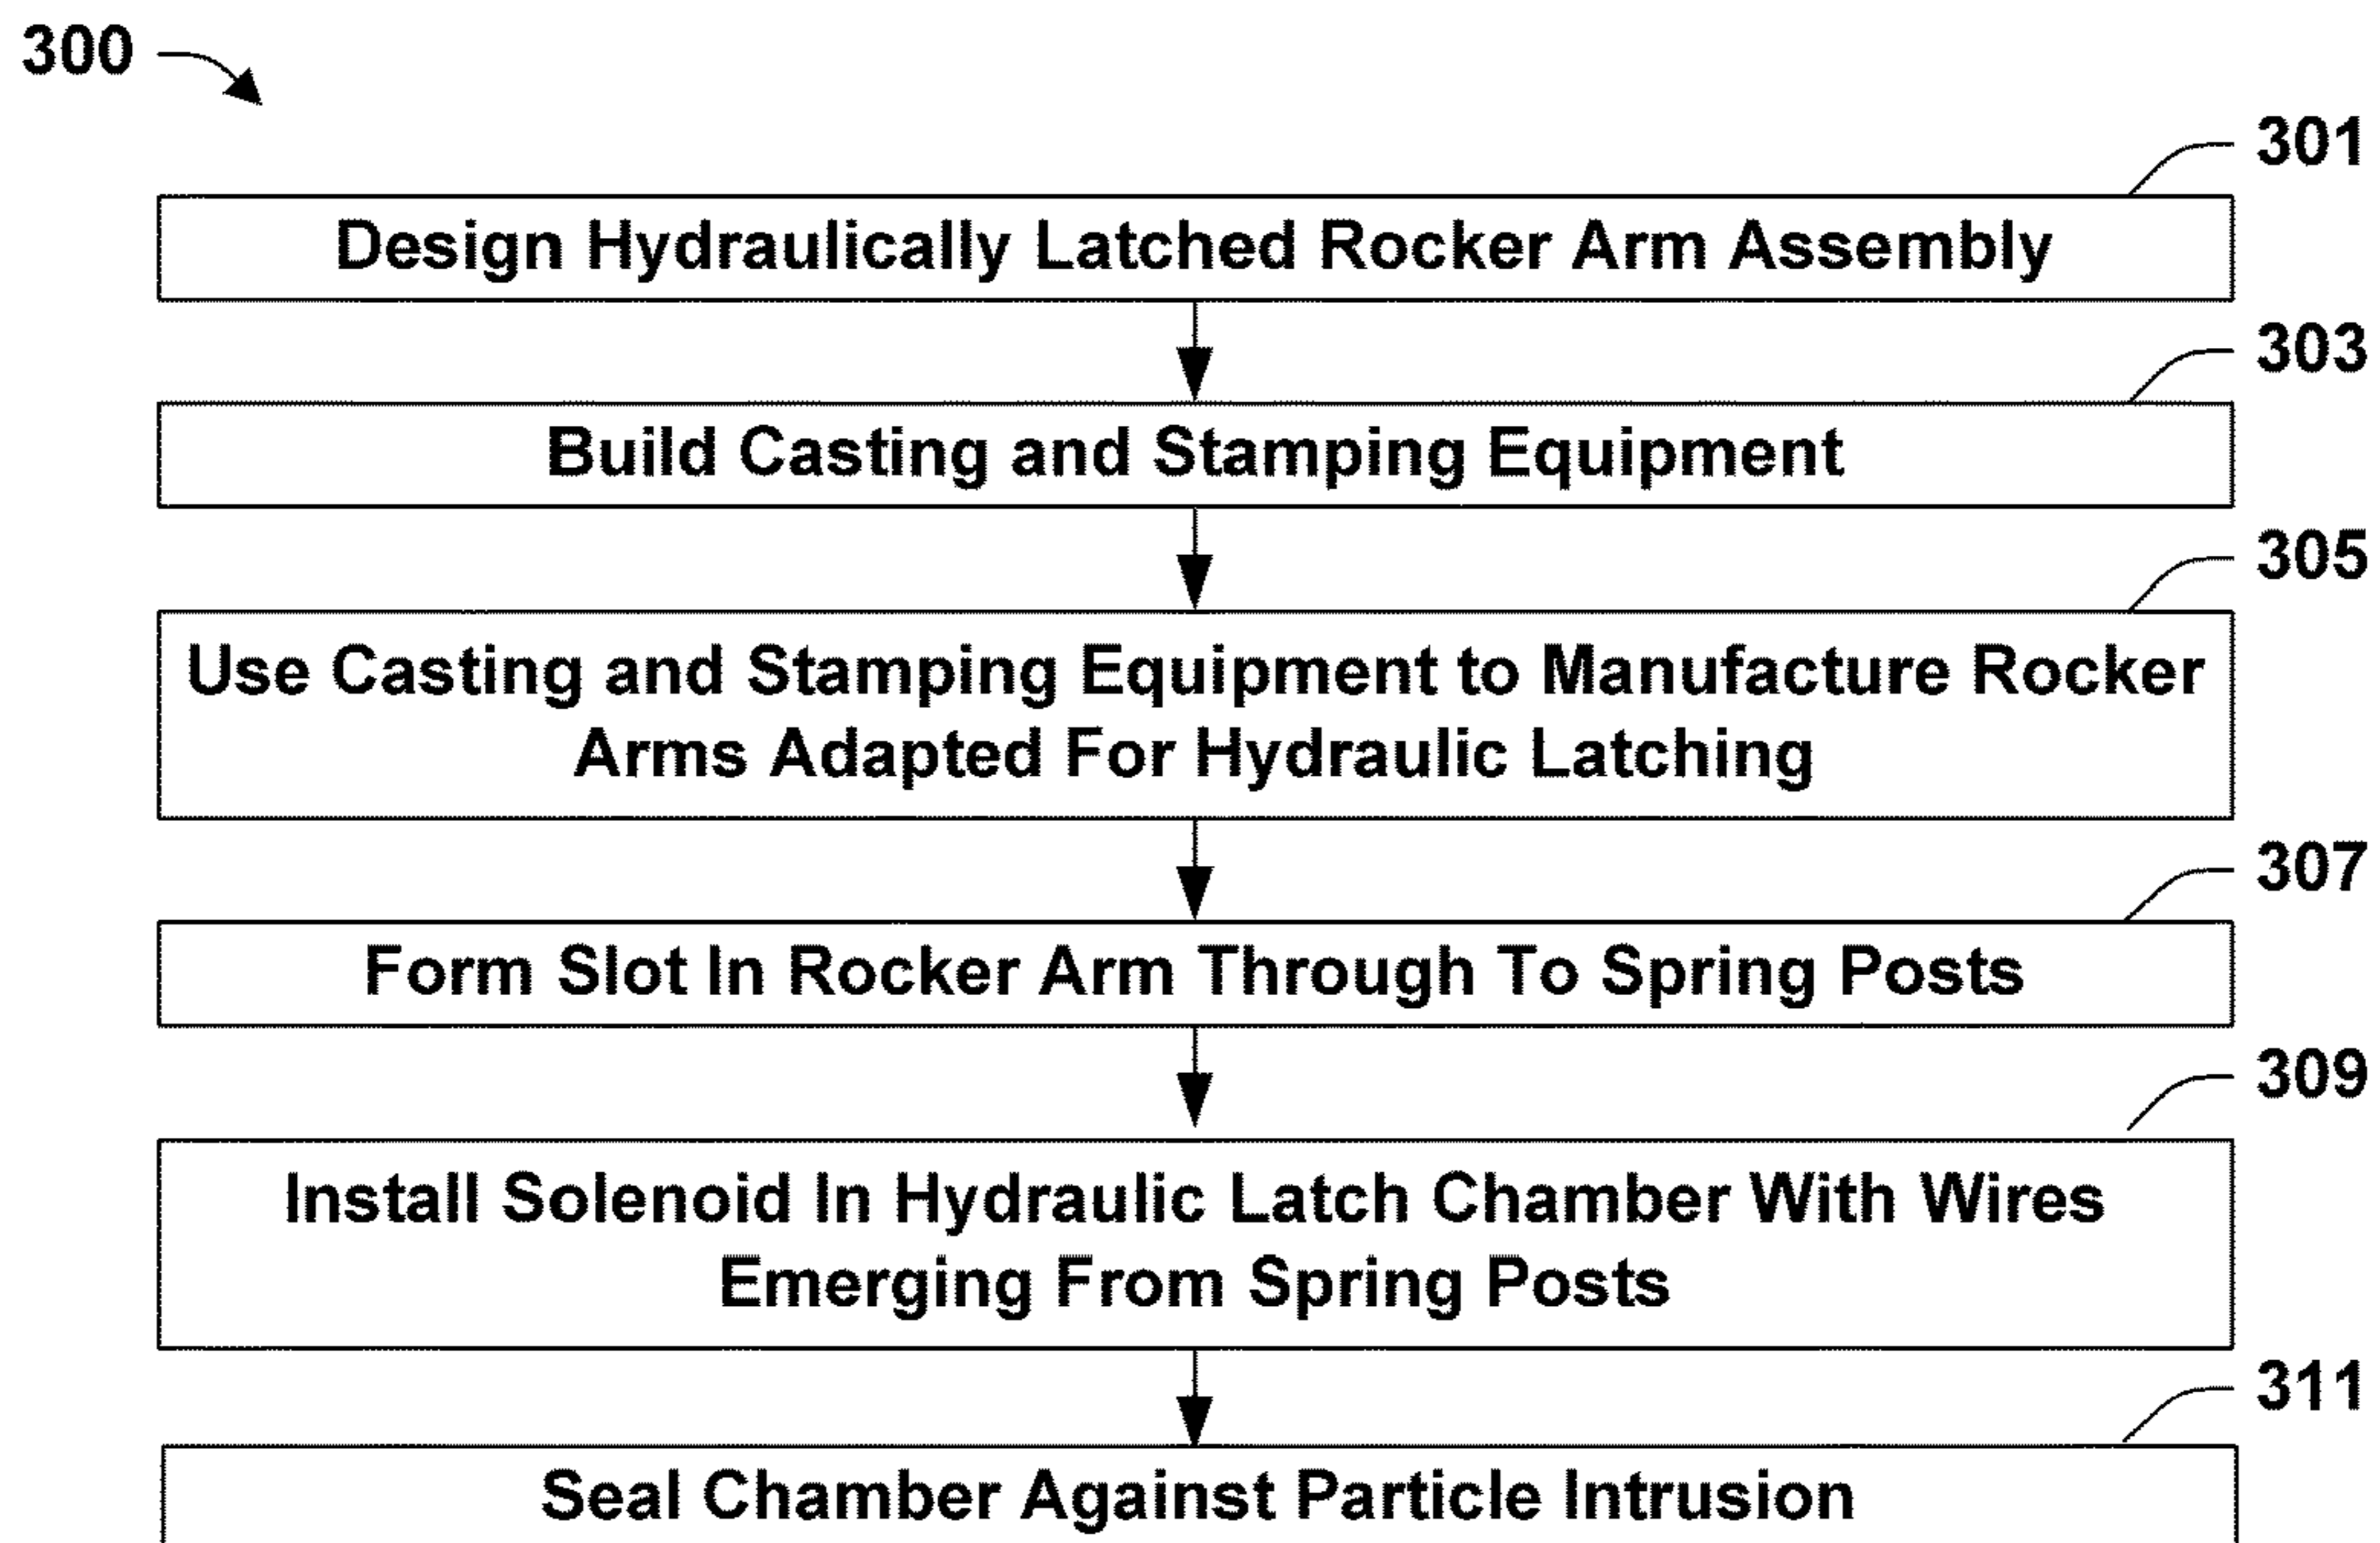 300
301
Design Hydraulically Latched Rocker Arm Assembly
303
Build Casting and Stamping Equipment
305
Use Casting and Stamping Equipment to Manufacture Rocker
Arms Adapted For Hydraulic Latching
307
Form Slot In Rocker Arm Through To Spring Posts
309
Install Solenoid In Hydraulic Latch Chamber With Wires
Emerging From Spring Posts
311
Seal Chamber Against Particle Intrusion